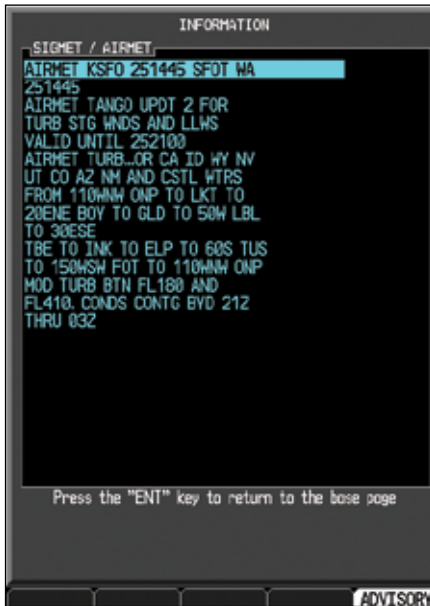 INFORMATION
SIGMET / AIRMET
AIRMET KSFO 251445 SFOT WA
251445
AIRMET TANGO UPDT 2 FOR
TURB STG WNDS AND LLWS
VALID UNTIL 252100
AIRMET TURB...OR CA ID WY NV
UT CO AZ NM AND CSTL WTRS
FROM 110WNW ONP TO LKT TO
20ENE BOY TO GLD TO 50W LBL
TO 30ESE
TBE TO INK TO ELP TO 60S TUS
TO 150WSW FOT TO 110WNW ONP
MOD TURB BTN FL180 AND
FL410. CONDS CONTG BYD 21Z
THRU 03Z
Press the "ENT" key to return to the base page
ADVISORY